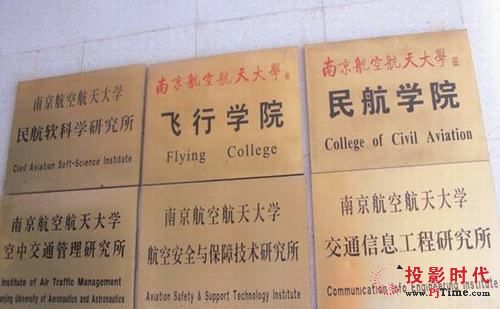 南京航空航天大学
民航软科学研究所
Civil Aviation Soft-Science Institute
南京航空航天大學
飞行学院
Flying College
南京航空航天大學
民航学院
College of Civil Aviation
南京航空航天大学
空中交通管理研究所
Institute of Air Traffic Management
Nanjing University of Aeronautics and Astronautics
南京航空航天大学
航空安全与保障技术研究所
Aviation Safety & Support Technology Institute
南京航空航天大学
交通信息工程研究所
Communication Info Engineering Institute
投影时代
www.PjTime.com